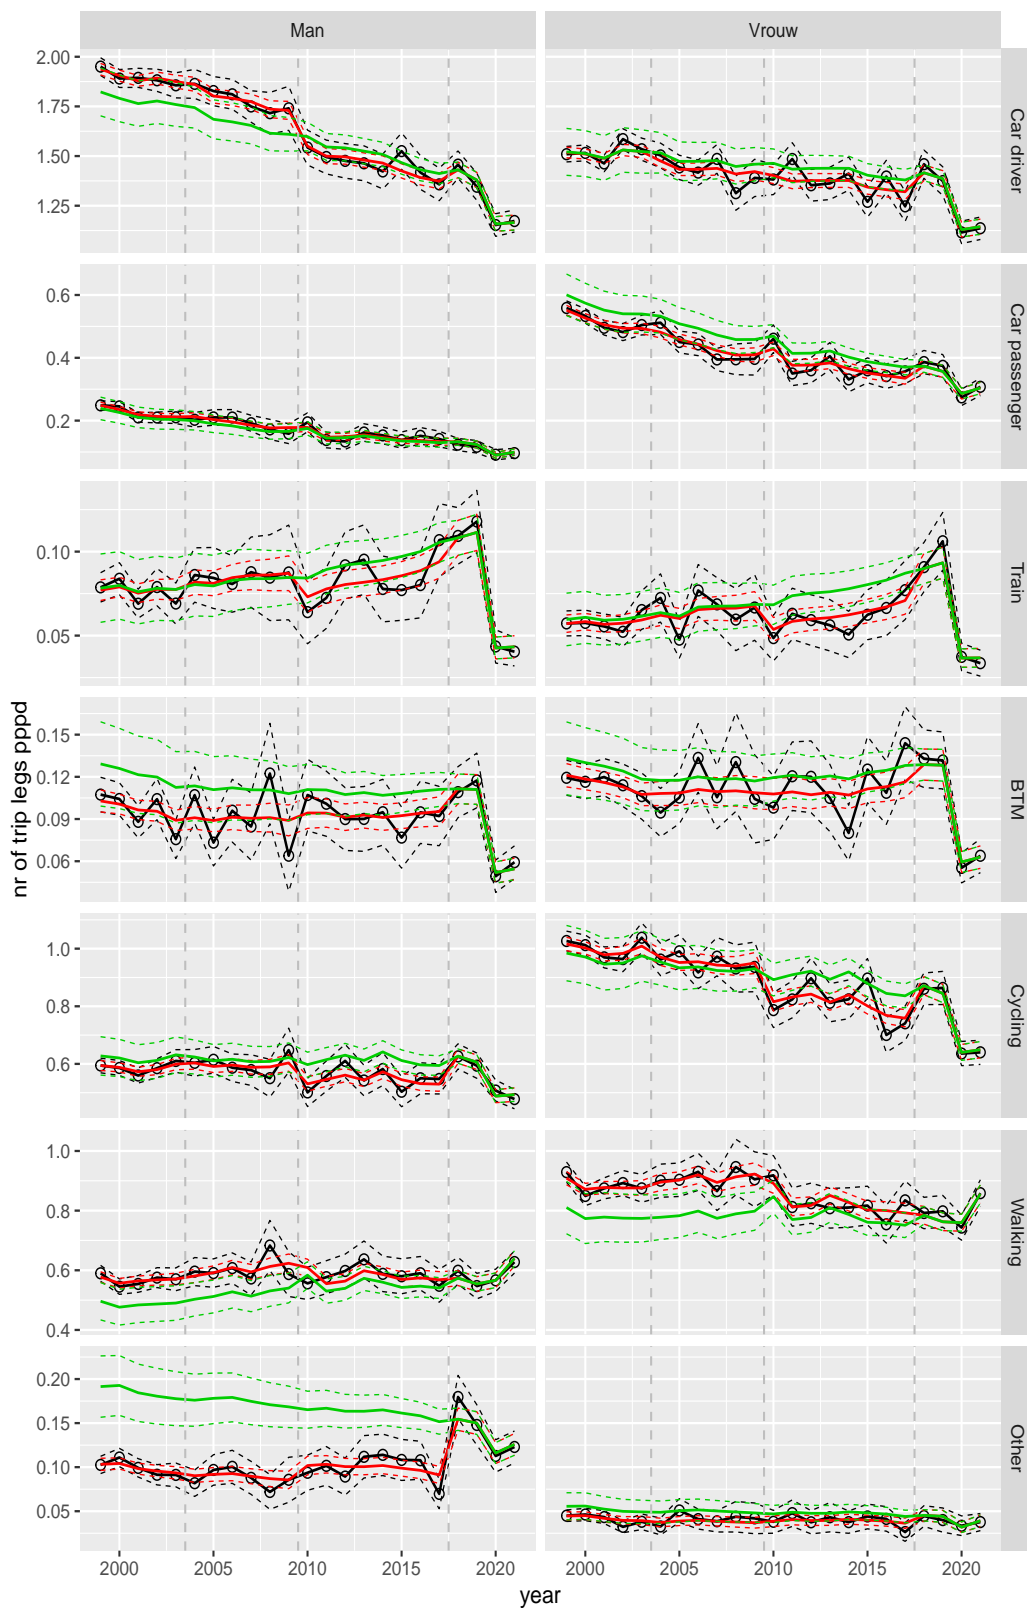 Man Vrouw
2.00
1.75
1.50
1.25
Car driver
0.6
0.4
0.2
Car passenger
0.10
0.05
Train
nr of trip legs pppd
0.15
0.12
0.09
0.06
BTM
1.0
0.8
0.6
Cycling
1.0
0.8
0.6
0.4
Walking
0.20
0.15
0.10
0.05
Other
2000 2005 2010 2015 2020 2000 2005 2010 2015 2020
year